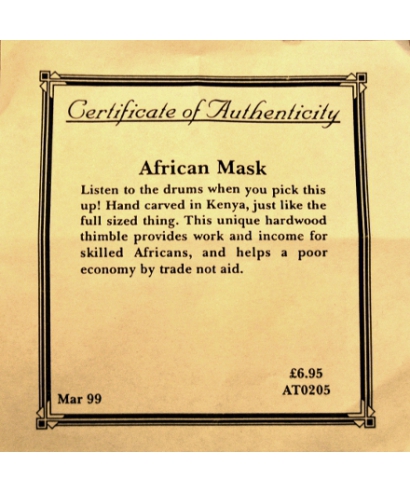 Certificate of Authenticity
African Mask
Listen to the drums when you pick this
up! Hand carved in Kenya, just like the
full sized thing. This unique hardwood
thimble provides work and income for
skilled Africans, and helps a poor
economy by trade not aid.
£6.95
Mar 99 AT0205